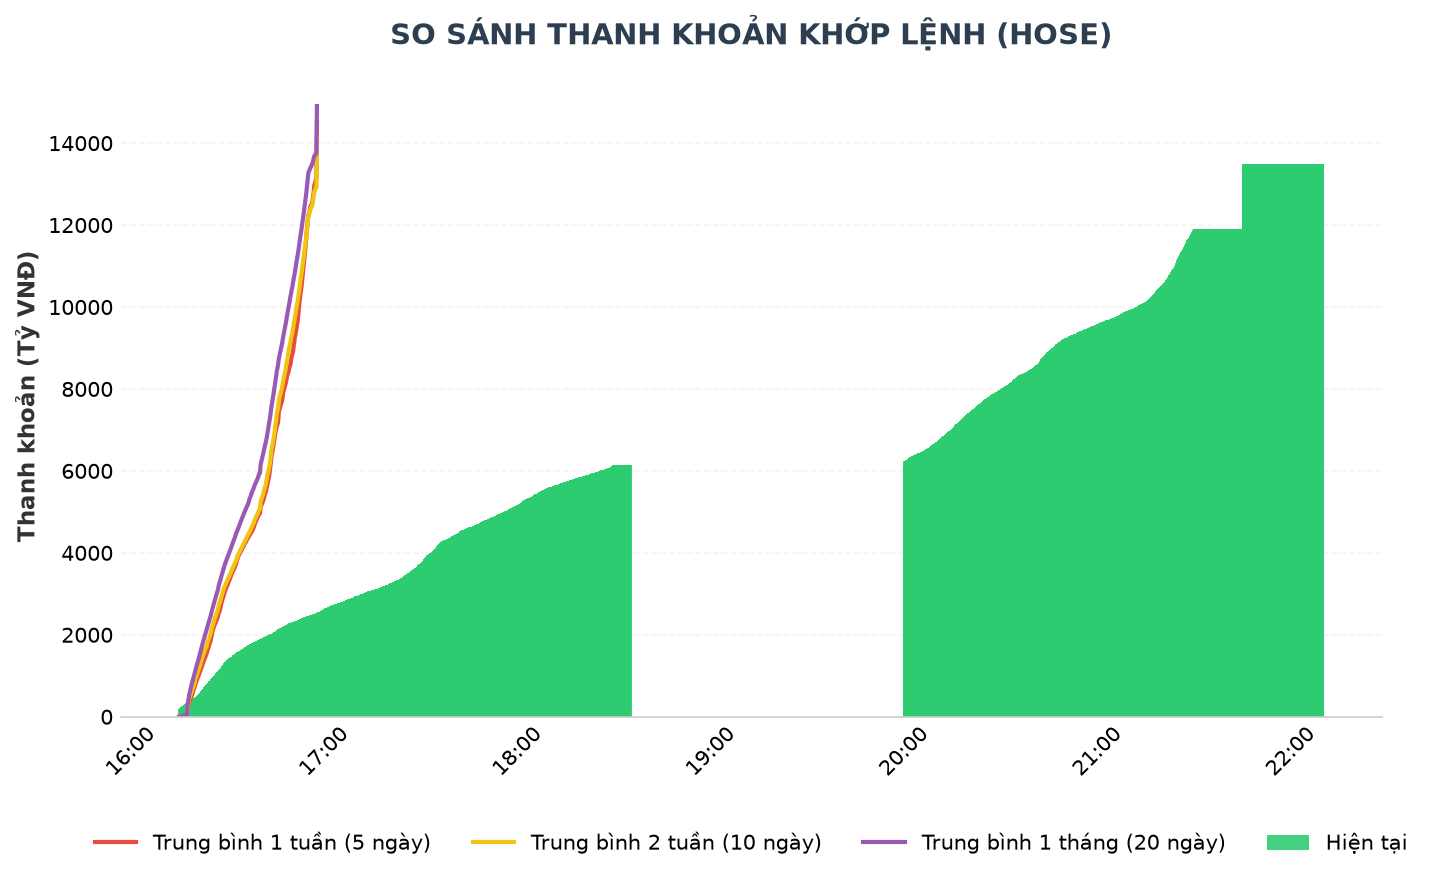 SO SÁNH THANH KHOẢN KHỚP LỆNH (HOSE)
Thanh khoản (Tỷ VNĐ)
14000
12000
10000
8000
6000
4000
2000
0
16:00
17:00
18:00
19:00
20:00
21:00
22:00
Trung bình 1 tuần (5 ngày)
Trung bình 2 tuần (10 ngày)
Trung bình 1 tháng (20 ngày)
Hiện tại